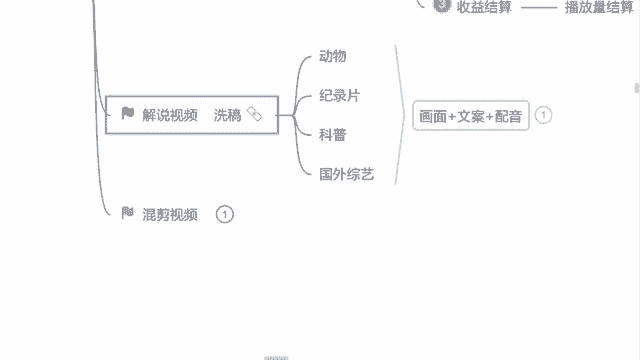 3 收益结算 播放量结算
动物
纪录片
解说视频 洗稿
画面+文案+配音 1
科普
国外综艺
混剪视频 1